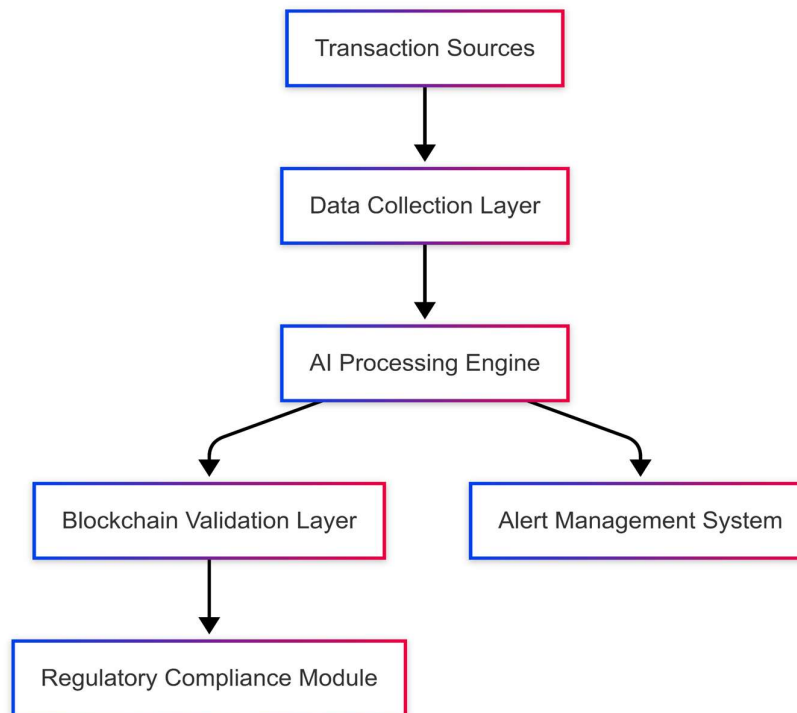 Transaction Sources
Data Collection Layer
AI Processing Engine
Blockchain Validation Layer
Alert Management System
Regulatory Compliance Module